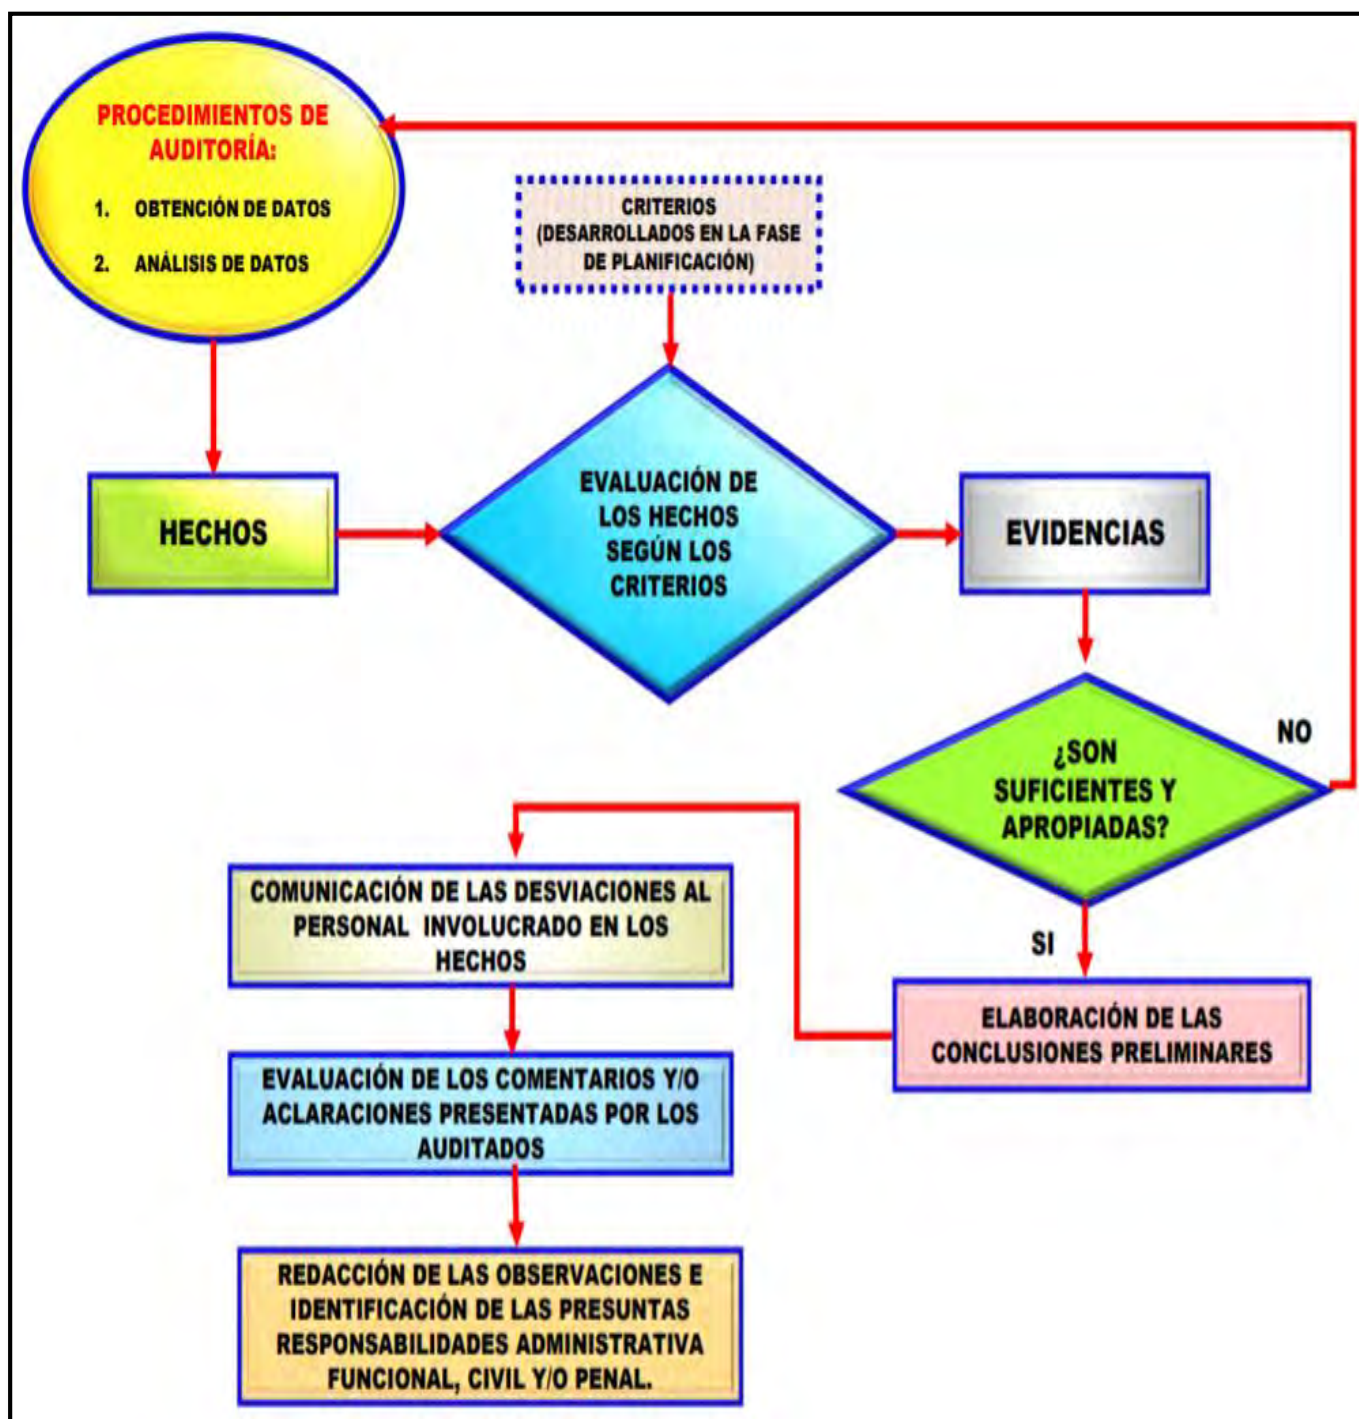 PROCEDIMIENTOS DE
AUDITORÍA:
1. OBTENCIÓN DE DATOS
2. ANÁLISIS DE DATOS
CRITERIOS
(DESARROLLADOS EN LA FASE
DE PLANIFICACIÓN)
HECHOS
EVALUACIÓN DE
LOS HECHOS
SEGÚN LOS
CRITERIOS
EVIDENCIAS
¿SON
SUFICIENTES Y
APROPIADAS?
NO
SI
ELABORACIÓN DE LAS
CONCLUSIONES PRELIMINARES
COMUNICACIÓN DE LAS DESVIACIONES AL
PERSONAL INVOLUCRADO EN LOS
HECHOS
EVALUACIÓN DE LOS COMENTARIOS Y/O
ACLARACIONES PRESENTADAS POR LOS
AUDITADOS
REDACCIÓN DE LAS OBSERVACIONES E
IDENTIFICACIÓN DE LAS PRESUNTAS
RESPONSABILIDADES ADMINISTRATIVA
FUNCIONAL, CIVIL Y/O PENAL.